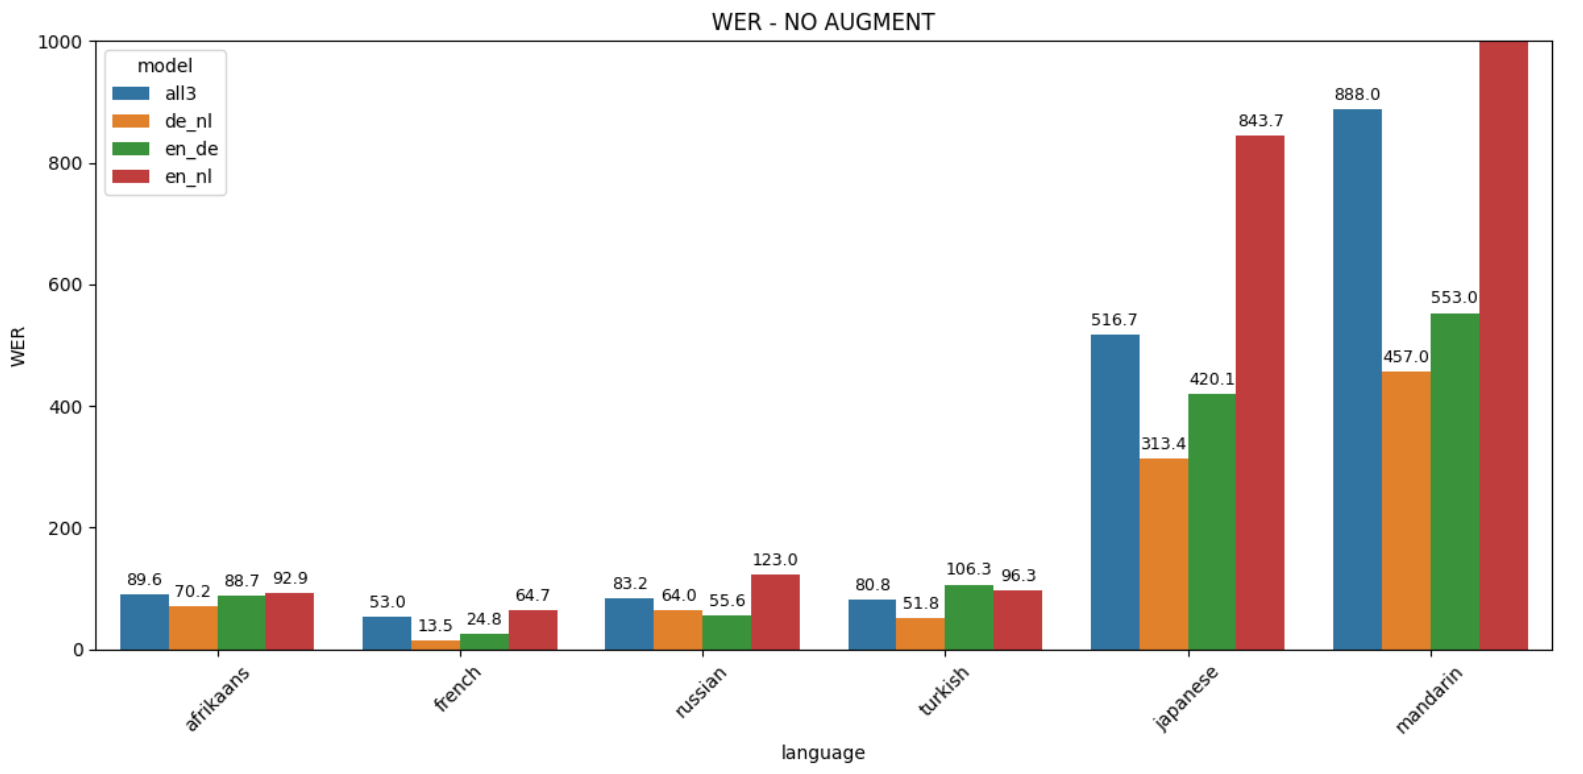 WER - NO AUGMENT
model
all3
de_nl
en_de
en_nl
WER
1000
800
600
400
200
0
89.6 70.2 88.7 92.9
53.0 13.5 24.8 64.7
83.2 64.0 55.6 123.0
80.8 51.8 106.3 96.3
516.7 313.4 420.1 843.7
888.0 457.0 553.0
afrikaans french russian turkish japanese mandarin
language